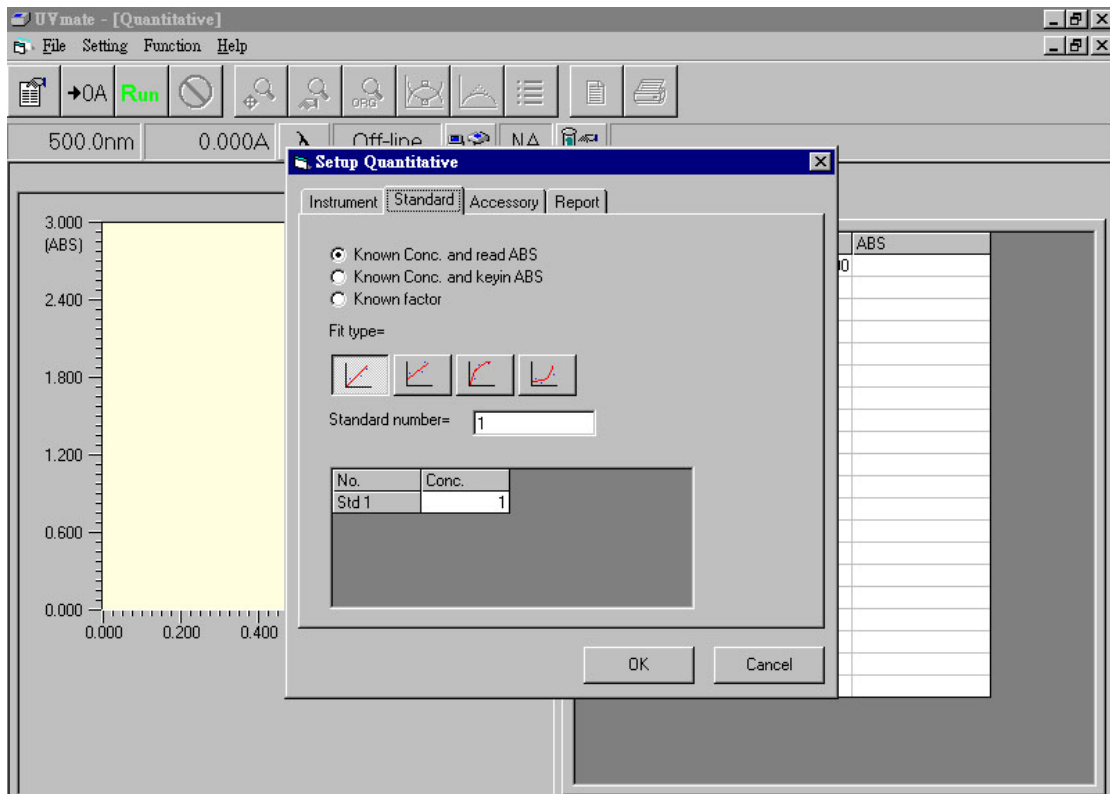 UVmate - [Quantitative]
File Setting Function Help
→0A Run ORG
500.0nm 0.000A λ Off-line NA
Setup Quantitative
Instrument Standard Accessory Report
Known Conc. and read ABS
Known Conc. and keyin ABS
Known factor
Fit type=
Standard number= 1
No. Conc.
Std 1 1
OK Cancel
3.000
(ABS)
2.400
1.800
1.200
0.600
0.000
0.000 0.200 0.400
ABS